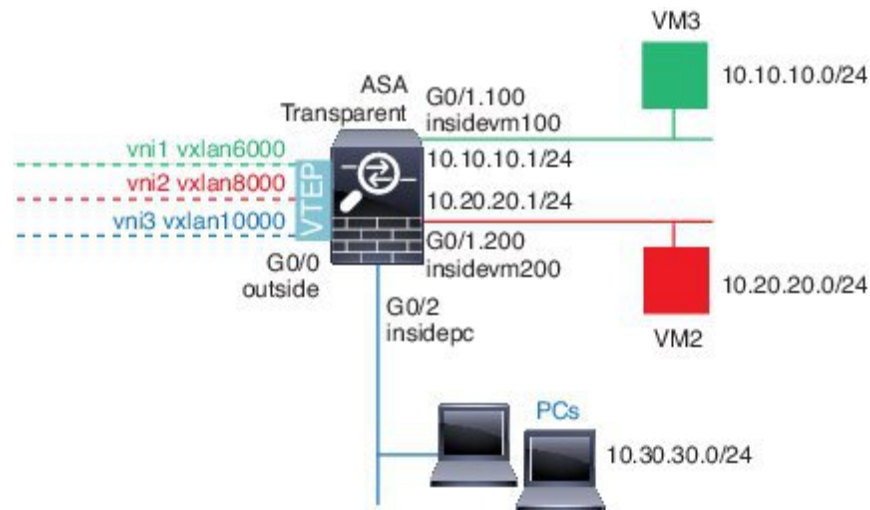 VM3
10.10.10.0/24
ASA
Transparent
G0/1.100
insidevm100
vni1 vxlan6000
vni2 vxlan8000
vni3 vxlan10000
VTEP
10.10.10.1/24
10.20.20.1/24
G0/0
outside
G0/1.200
insidevm200
10.20.20.0/24
VM2
G0/2
insidepc
PCs
10.30.30.0/24